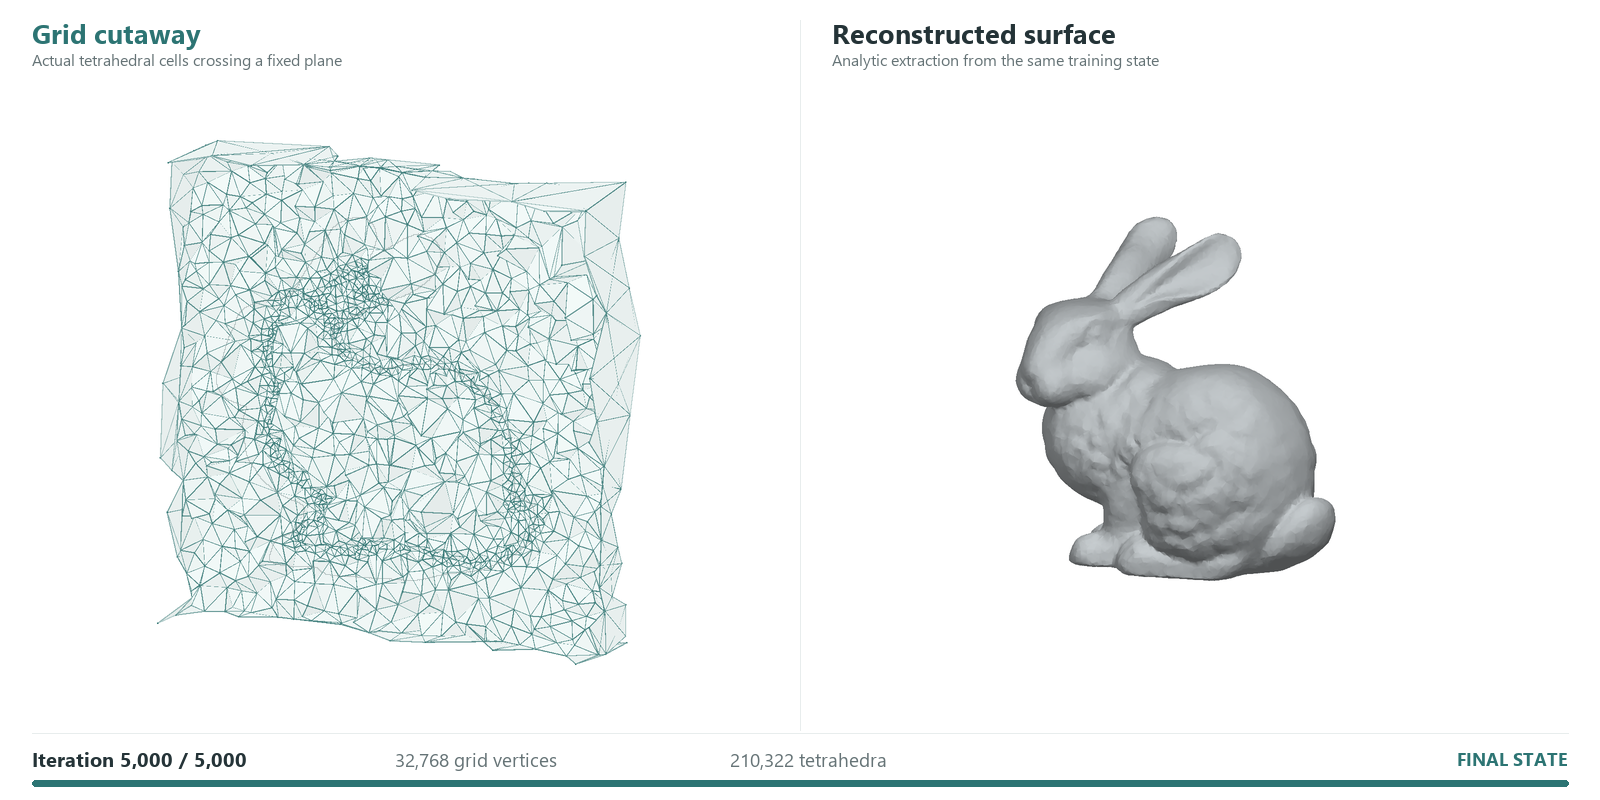 Grid cutaway
Actual tetrahedral cells crossing a fixed plane
Reconstructed surface
Analytic extraction from the same training state
Iteration 5,000 / 5,000
32,768 grid vertices
210,322 tetrahedra
FINAL STATE